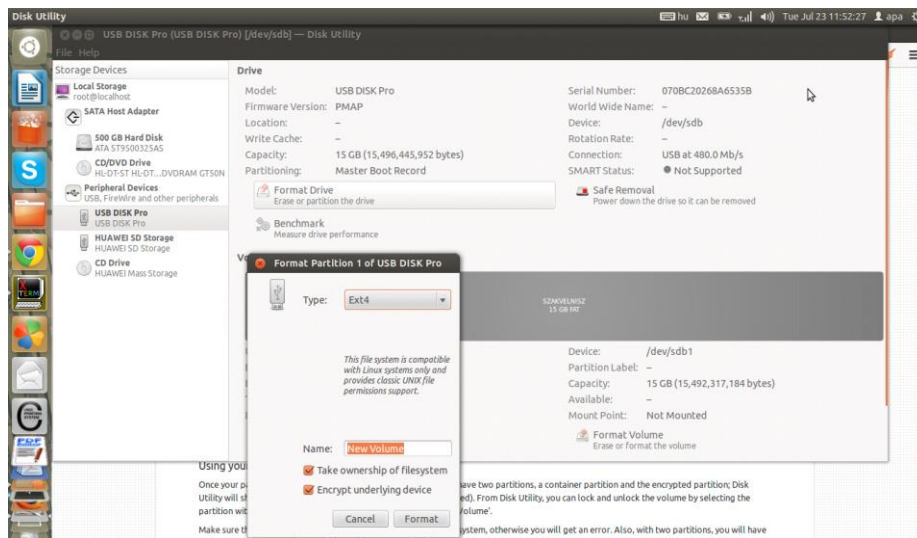 Disk Utility
hu
Tue Jul 23 11:52:27
apa
USB DISK Pro (USB DISK Pro) [/dev/sdb] — Disk Utility
File Help
Storage Devices
Local Storage
root@localhost
SATA Host Adapter
500 GB Hard Disk
ATA ST9500325AS
CD/DVD Drive
HL-DT-ST HL-DT...DVDRAM GT50N
Peripheral Devices
USB, FireWire and other peripherals
USB DISK Pro
USB DISK Pro
HUAWEI SD Storage
HUAWEI SD Storage
CD Drive
HUAWEI Mass Storage
Drive
Model: USB DISK Pro
Firmware Version: PMAP
Location: –
Write Cache: –
Capacity: 15 GB (15,496,445,952 bytes)
Partitioning: Master Boot Record
Serial Number: 070BC20268A6535B
World Wide Name: –
Device: /dev/sdb
Rotation Rate: –
Connection: USB at 480.0 Mb/s
SMART Status: Not Supported
Format Drive
Erase or partition the drive
Safe Removal
Power down the drive so it can be removed
Benchmark
Measure drive performance
SZAKVELNISZ
15 GB FAT
Device: /dev/sdb1
Partition Label: –
Capacity: 15 GB (15,492,317,184 bytes)
Available: –
Mount Point: Not Mounted
Format Volume
Erase or format the volume
Format Partition 1 of USB DISK Pro
Type: Ext4
This file system is compatible
with Linux systems only and
provides classic UNIX file
permissions support.
Name: New Volume
Take ownership of filesystem
Encrypt underlying device
Cancel Format
Using you
Once your p
have two partitions, a container partition and the encrypted partition; Disk
Utility will s
ed). From Disk Utility, you can lock and unlock the volume by selecting the
partition wit
Volume'.
Make sure t
ystem, otherwise you will get an error. Also, with two partitions, you will have
XTERM
PDF